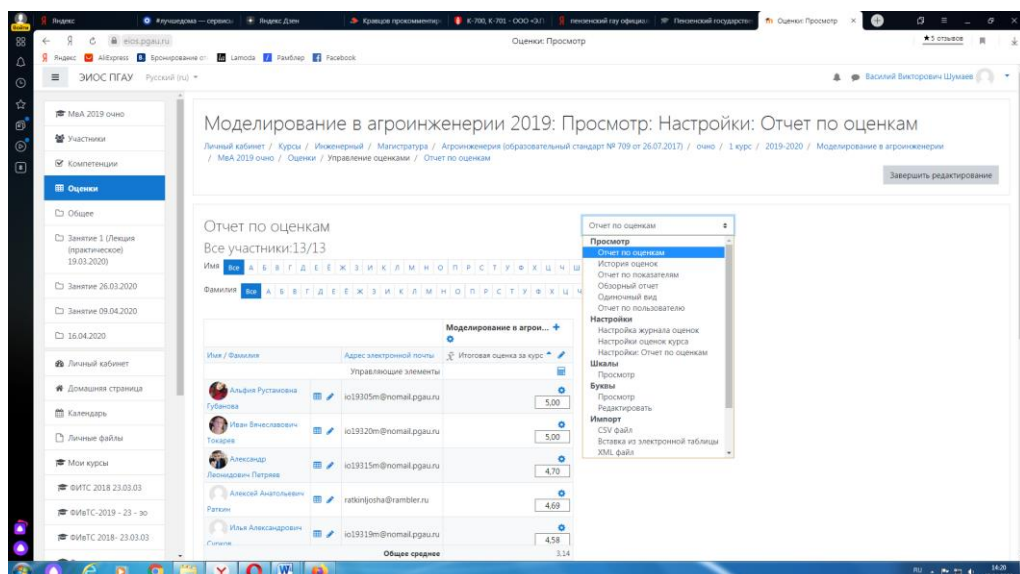 Яндекс
#лучшедома — сервисы
Яндекс Дзен
Кравцов прокомментир
К-700, К-701 - ООО «З
пензенский гау официал
Пензенский государствен
Оценки: Просмотр
Войти
eios.pgau.ru
Оценки: Просмотр
★ 5 отзывов
Яндекс
AliExpress
Бронирование от
Lamoda
Рамблер
Facebook
ЭИОС ПГАУ
Русский (ru)
Василий Викторович Шумаев
МвА 2019 очно
Участники
Компетенции
Оценки
Общее
Занятие 1 (Лекция
(практическое)
19.03.2020)
Занятие 26.03.2020
Занятие 09.04.2020
16.04.2020
Личный кабинет
Домашняя страница
Календарь
Личные файлы
Мои курсы
ФИТС 2018 23.03.03
ФИвТС-2019 - 23 - зо
ФИвТС 2018- 23.03.03
Моделирование в агроинженерии 2019: Просмотр: Настройки: Отчет по оценкам
Личный кабинет / Курсы / Инженерный / Магистратура / Агроинженерия (образовательный стандарт № 709 от 26.07.2017) / очно / 1 курс / 2019-2020 / Моделирование в агроинженерии
/ МвА 2019 очно / Оценки / Управление оценками / Отчет по оценкам
Завершить редактирование
Отчет по оценкам
Все участники:13/13
Имя Все А Б В Г Д Е Ё Ж З И К Л М Н О П Р С Т У Ф Х Ц Ч Ш
Фамилия Все А Б В Г Д Е Ё Ж З И К Л М Н О П Р С Т У Ф Х Ц Ч
Моделирование в агрои...
Имя / Фамилия
Адрес электронной почты
Итоговая оценка за курс
Управляющие элементы
Альфия Рустамовна
Губанова
io19305m@nomail.pgau.ru
5,00
Иван Вячеславович
Токарев
io19320m@nomail.pgau.ru
5,00
Александр
Леонидович Петряев
io19315m@nomail.pgau.ru
4,70
Алексей Анатольевич
Раткин
ratkinljosha@rambler.ru
4,69
Илья Александрович
io19319m@nomail.pgau.ru
4,58
Общее среднее
3,14
Отчет по оценкам
Просмотр
Отчет по оценкам
История оценок
Отчет по показателям
Обзорный отчет
Одиночный вид
Отчет по пользователю
Настройки
Настройка журнала оценок
Настройки оценок курса
Настройки: Отчет по оценкам
Шкалы
Просмотр
Буквы
Просмотр
Редактировать
Импорт
CSV файл
Вставка из электронной таблицы
XML файл
RU
14:20